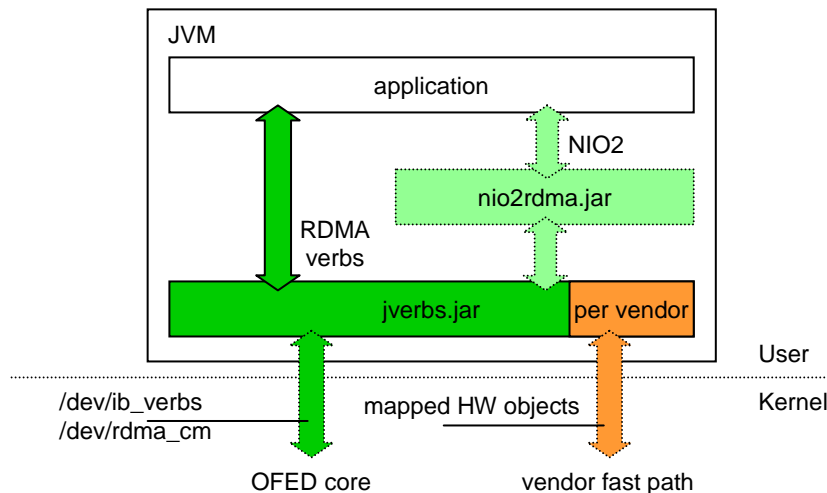 JVM
application
NIO2
nio2rdma.jar
RDMA
verbs
jverbs.jar
per vendor
User
/dev/ib_verbs
/dev/rdma_cm
mapped HW objects
Kernel
OFED core
vendor fast path